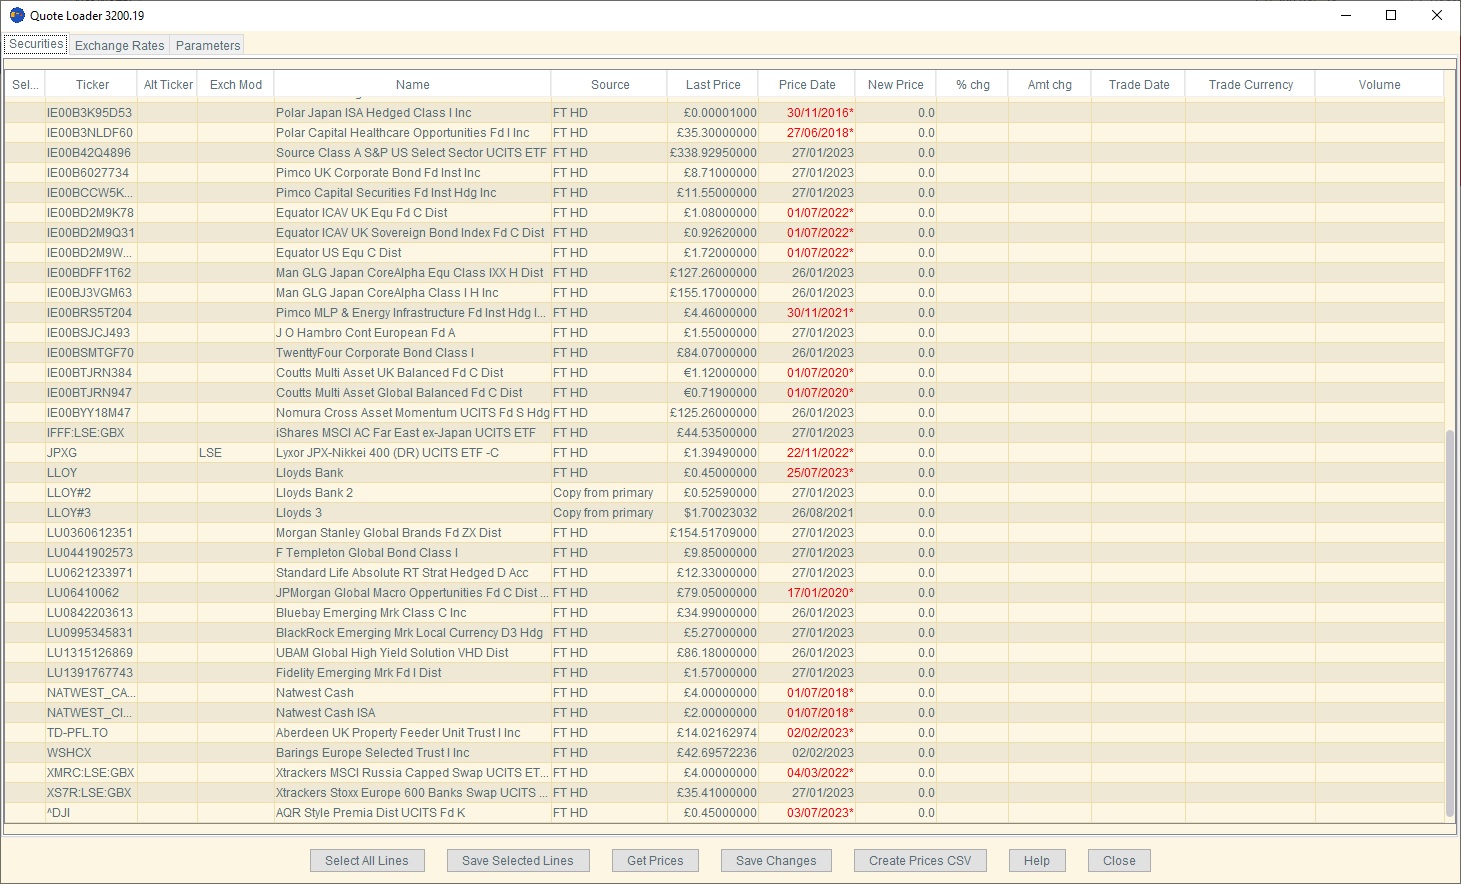 Quote Loader 3200.19
Securities Exchange Rates Parameters
Sel... Ticker Alt Ticker Exch Mod Name Source Last Price Price Date New Price % chg Amt chg Trade Date Trade Currency Volume
IE00B3K95D53 Polar Japan ISA Hedged Class I Inc FT HD £0.00001000 30/11/2016* 0.0
IE00B3NLDF60 Polar Capital Healthcare Opportunities Fd I Inc FT HD £35.30000000 27/06/2018* 0.0
IE00B42Q4896 Source Class A S&P US Select Sector UCITS ETF FT HD £338.92950000 27/01/2023 0.0
IE00B6027734 Pimco UK Corporate Bond Fd Inst Inc FT HD £8.71000000 27/01/2023 0.0
IE00BCCW5K... Pimco Capital Securities Fd Inst Hdg Inc FT HD £11.55000000 27/01/2023 0.0
IE00BD2M9K78 Equator ICAV UK Equ Fd C Dist FT HD £1.08000000 01/07/2022* 0.0
IE00BD2M9Q31 Equator ICAV UK Sovereign Bond Index Fd C Dist FT HD £0.92620000 01/07/2022* 0.0
IE00BD2M9W... Equator US Equ C Dist FT HD £1.72000000 01/07/2022* 0.0
IE00BDFF1T62 Man GLG Japan CoreAlpha Equ Class IXX H Dist FT HD £127.26000000 26/01/2023 0.0
IE00BJ3VGM63 Man GLG Japan CoreAlpha Class I H Inc FT HD £155.17000000 26/01/2023 0.0
IE00BRS5T204 Pimco MLP & Energy Infrastructure Fd Inst Hdg I... FT HD £4.46000000 30/11/2021* 0.0
IE00BSJCJ493 J O Hambro Cont European Fd A FT HD £1.55000000 27/01/2023 0.0
IE00BSMTGF70 TwenttyFour Corporate Bond Class I FT HD £84.07000000 26/01/2023 0.0
IE00BTJRN384 Coutts Multi Asset UK Balanced Fd C Dist FT HD €1.12000000 01/07/2020* 0.0
IE00BTJRN947 Coutts Multi Asset Global Balanced Fd C Dist FT HD €0.71900000 01/07/2020* 0.0
IE00BYY18M47 Nomura Cross Asset Momentum UCITS Fd S Hdg FT HD £125.26000000 26/01/2023 0.0
IFFF:LSE:GBX iShares MSCI AC Far East ex-Japan UCITS ETF FT HD £44.53500000 27/01/2023 0.0
JPXG LSE Lyxor JPX-Nikkei 400 (DR) UCITS ETF -C FT HD £1.39490000 22/11/2022* 0.0
LLOY Lloyds Bank FT HD £0.45000000 25/07/2023* 0.0
LLOY#2 Lloyds Bank 2 Copy from primary £0.52590000 27/01/2023 0.0
LLOY#3 Lloyds 3 Copy from primary $1.70023032 26/08/2021 0.0
LU0360612351 Morgan Stanley Global Brands Fd ZX Dist FT HD £154.51709000 27/01/2023 0.0
LU0441902573 F Templeton Global Bond Class I FT HD £9.85000000 27/01/2023 0.0
LU0621233971 Standard Life Absolute RT Strat Hedged D Acc FT HD £12.33000000 27/01/2023 0.0
LU06410062 JPMorgan Global Macro Oppertunities Fd C Dist ... FT HD £79.05000000 17/01/2020* 0.0
LU0842203613 Bluebay Emerging Mrk Class C Inc FT HD £34.99000000 26/01/2023 0.0
LU0995345831 BlackRock Emerging Mrk Local Currency D3 Hdg FT HD £5.27000000 27/01/2023 0.0
LU1315126869 UBAM Global High Yield Solution VHD Dist FT HD £86.18000000 26/01/2023 0.0
LU1391767743 Fidelity Emerging Mrk Fd I Dist FT HD £1.57000000 27/01/2023 0.0
NATWEST_CA... Natwest Cash FT HD £4.00000000 01/07/2018* 0.0
NATWEST_CI... Natwest Cash ISA FT HD £2.00000000 01/07/2018* 0.0
TD-PFL.TO Aberdeen UK Property Feeder Unit Trust I Inc FT HD £14.02162974 02/02/2023* 0.0
WSHCX Barings Europe Selected Trust I Inc FT HD £42.69572236 02/02/2023 0.0
XMRC:LSE:GBX Xtrackers MSCI Russia Capped Swap UCITS ET... FT HD £4.00000000 04/03/2022* 0.0
XS7R:LSE:GBX Xtrackers Stoxx Europe 600 Banks Swap UCITS ... FT HD £35.41000000 27/01/2023 0.0
^DJI AQR Style Premia Dist UCITS Fd K FT HD £0.45000000 03/07/2023* 0.0
Select All Lines Save Selected Lines Get Prices Save Changes Create Prices CSV Help Close